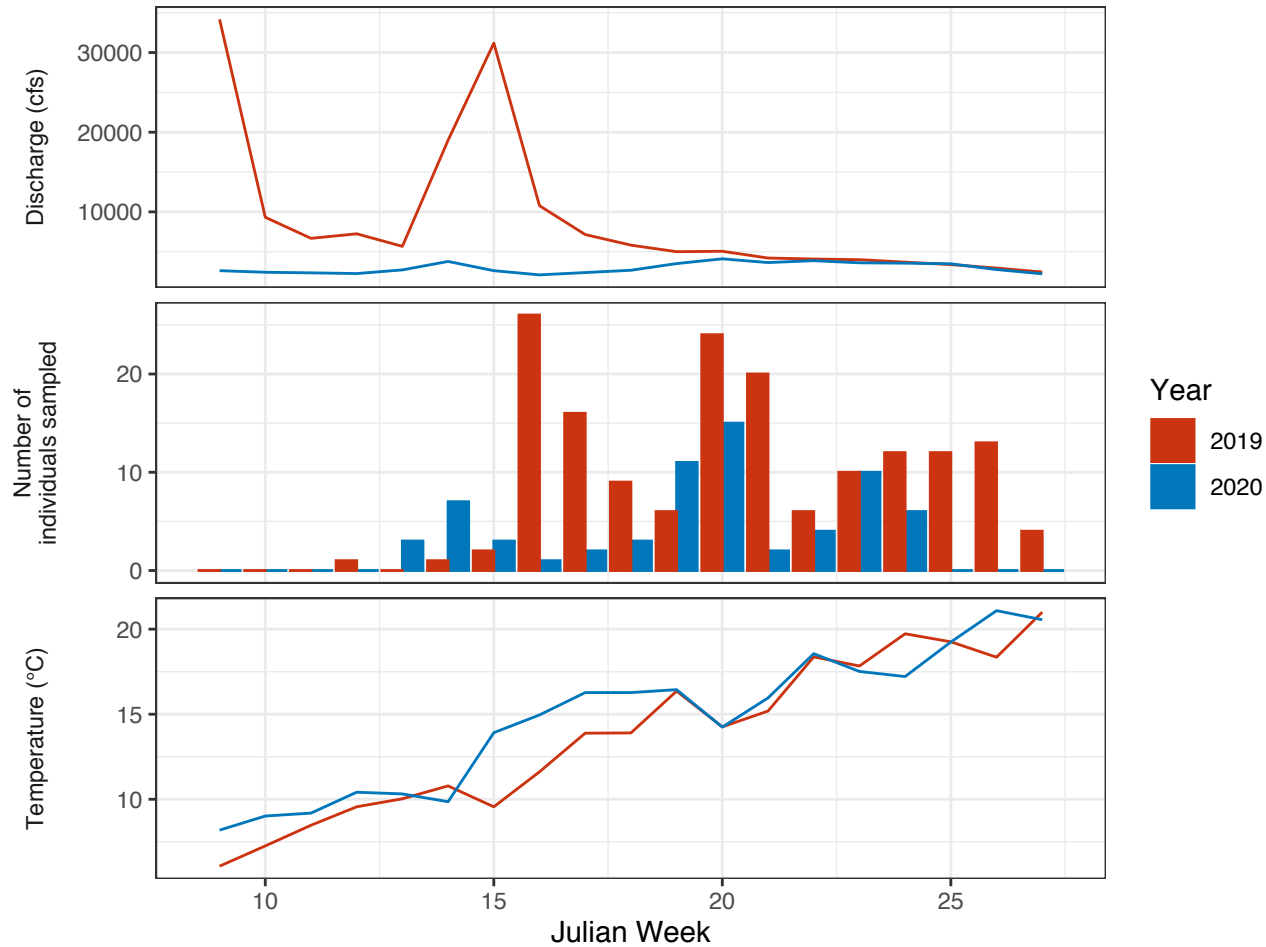 Discharge (cfs)
30000
20000
10000
Number of
individuals sampled
20
10
0
Temperature (°C)
20
15
10
10
15
20
25
Julian Week
Year
2019
2020